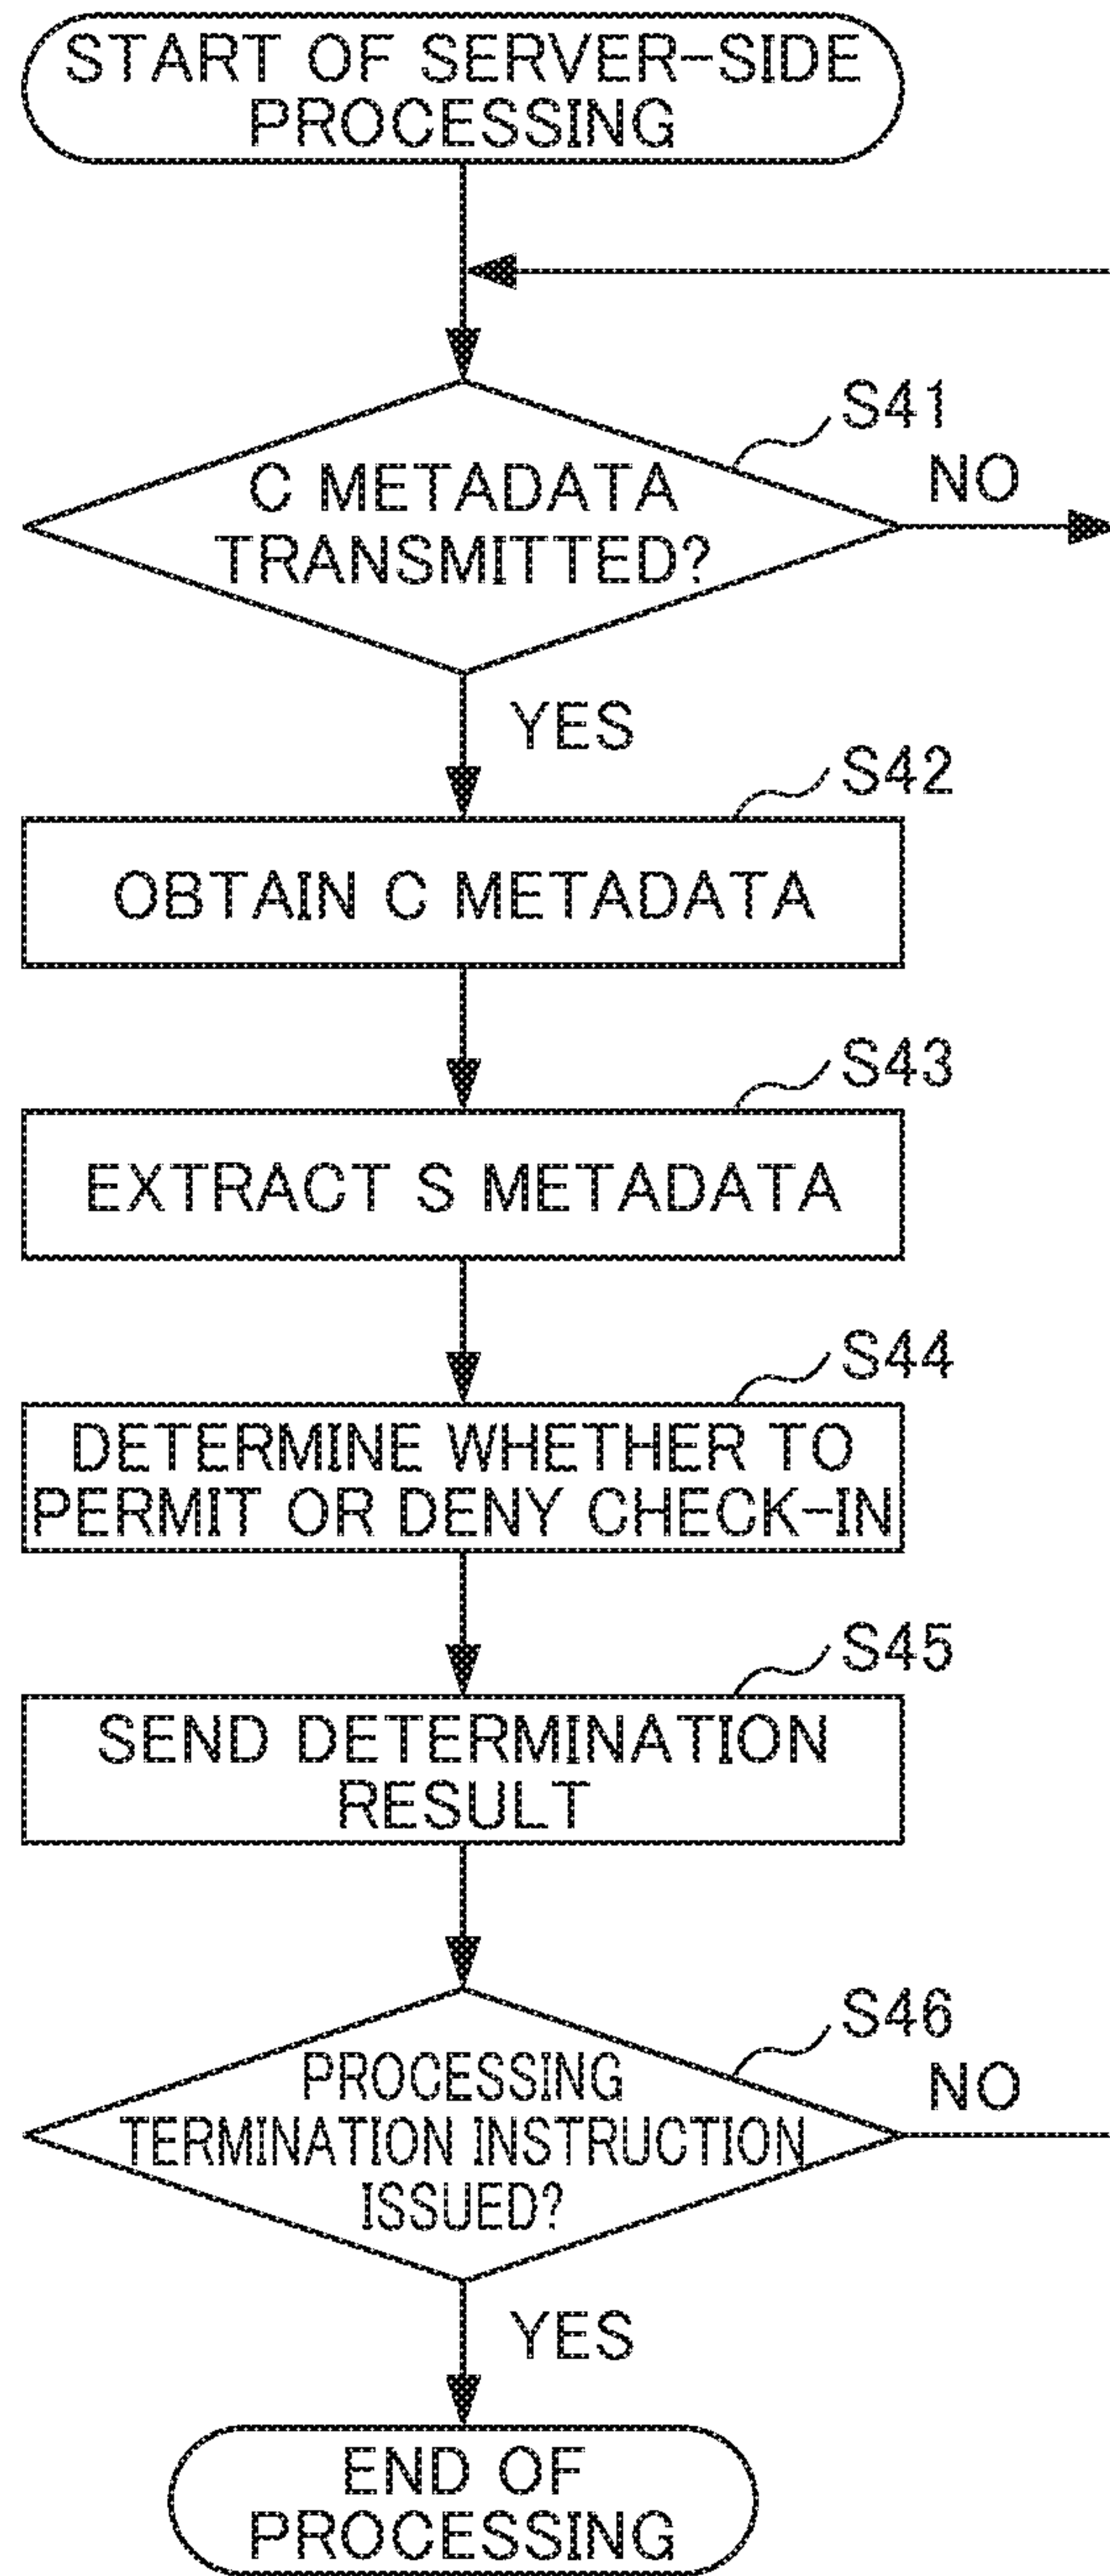 START OF SERVER-SIDE
PROCESSING
S41
C METADATA
TRANSMITTED?
NO
YES
S42
OBTAIN C METADATA
S43
EXTRACT S METADATA
S44
DETERMINE WHETHER TO
PERMIT OR DENY CHECK-IN
S45
SEND DETERMINATION
RESULT
S46
PROCESSING
TERMINATION INSTRUCTION
ISSUED?
NO
YES
END OF
PROCESSING